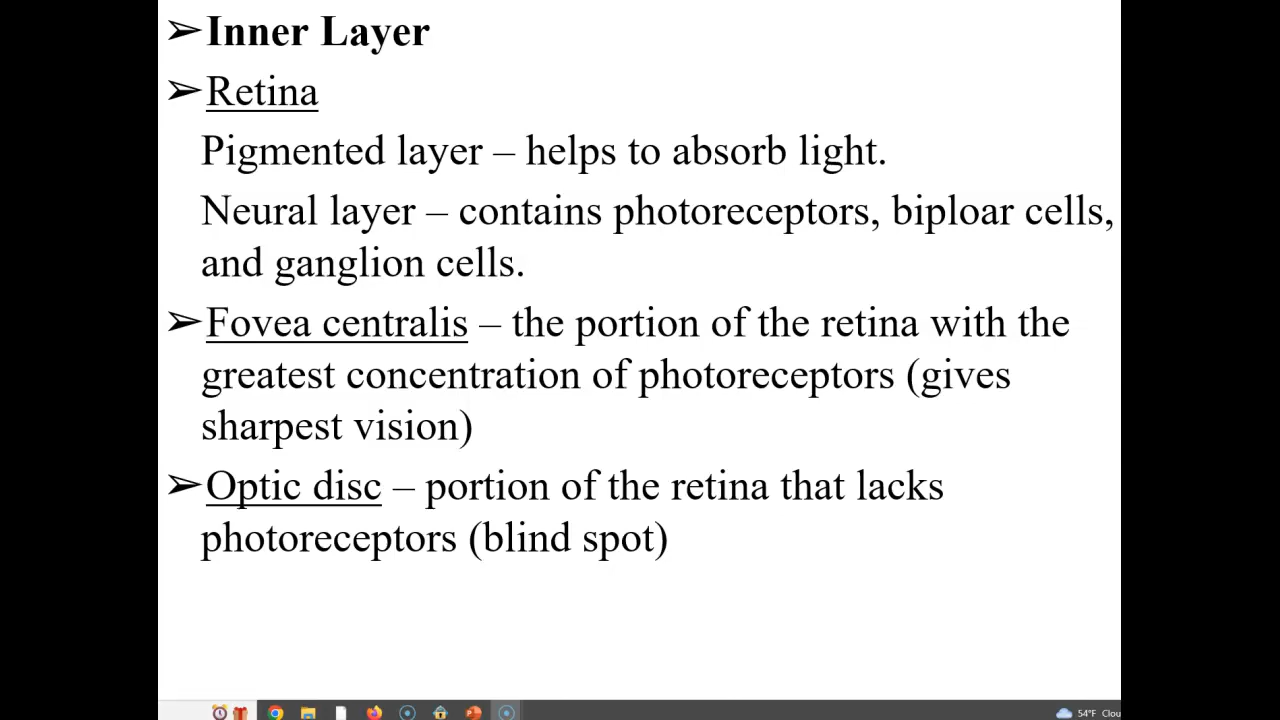 ➢Inner Layer
➢Retina
Pigmented layer – helps to absorb light.
Neural layer – contains photoreceptors, biploar cells,
and ganglion cells.
➢Fovea centralis – the portion of the retina with the
greatest concentration of photoreceptors (gives
sharpest vision)
➢Optic disc – portion of the retina that lacks
photoreceptors (blind spot)
54°F Clou